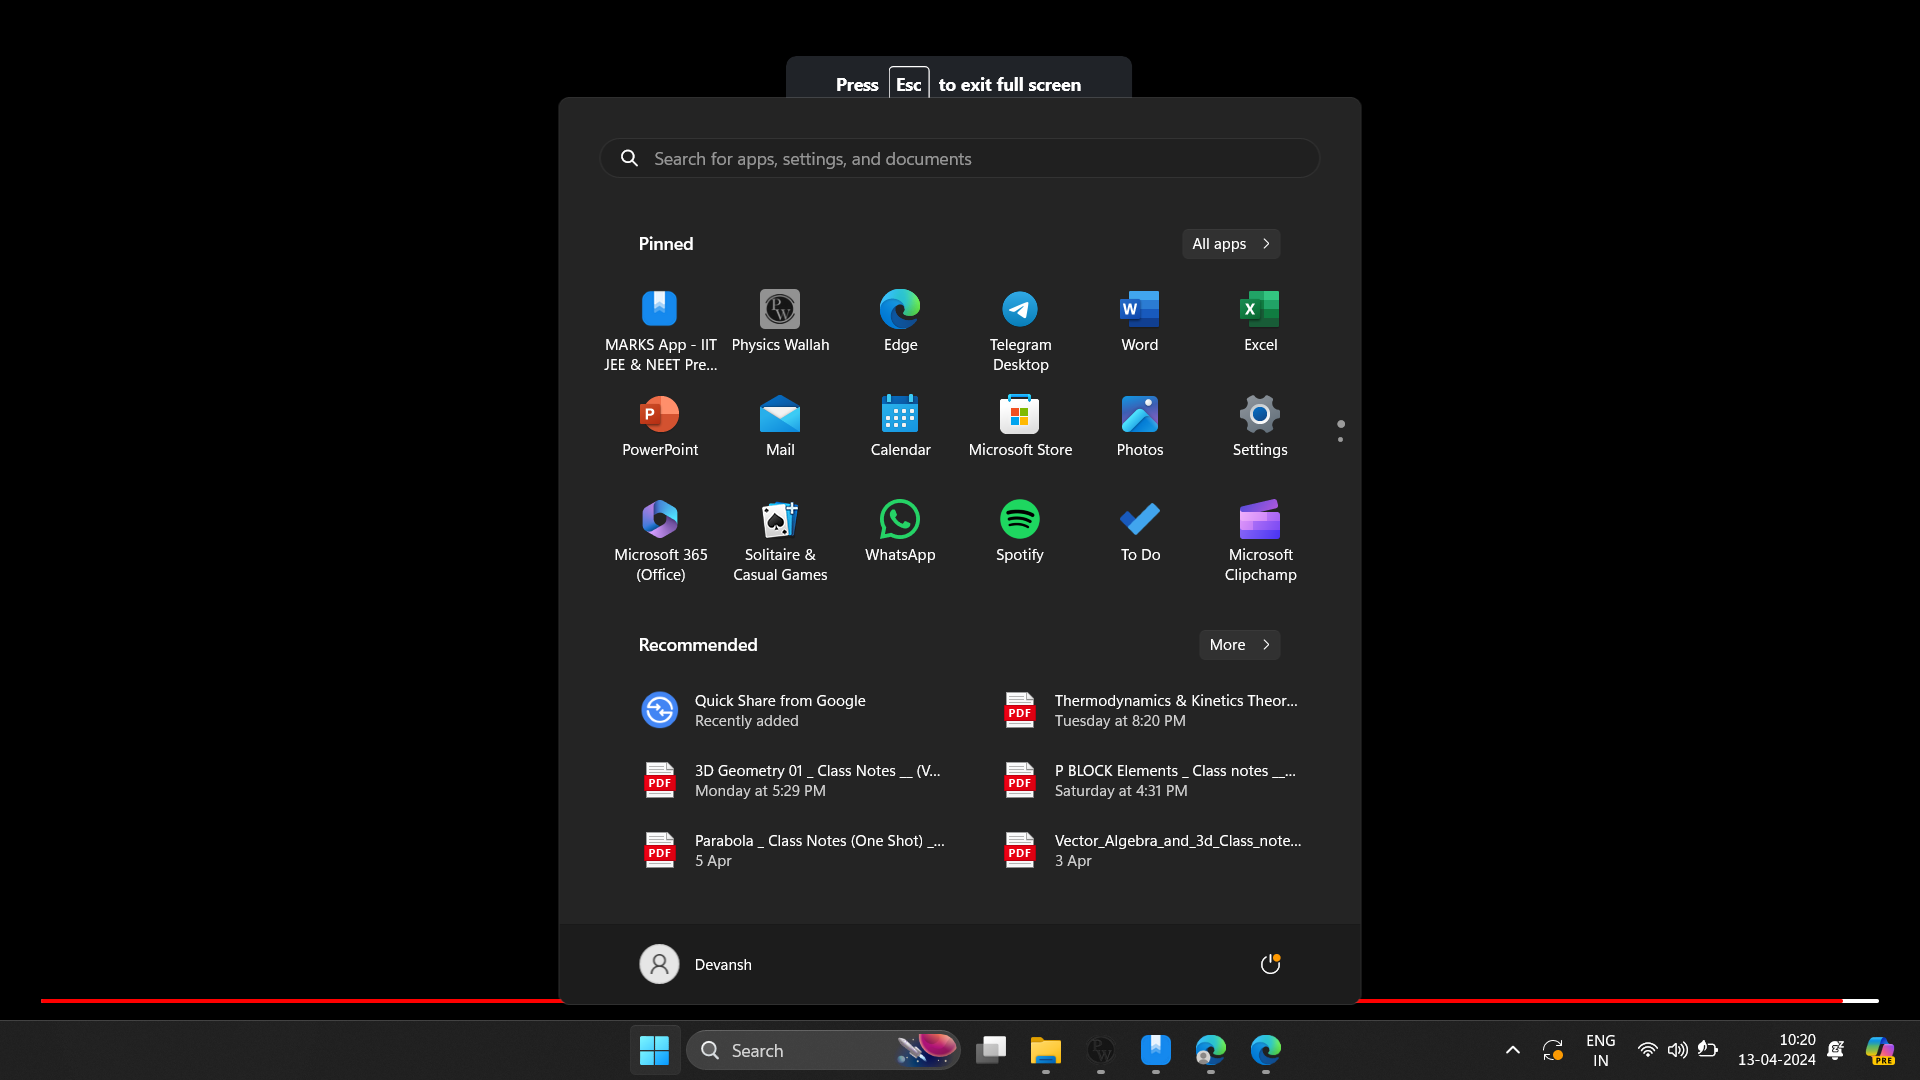 Press Esc to exit full screen
Search for apps, settings, and documents
Pinned
All apps
MARKS App - IIT
JEE & NEET Pre...
Physics Wallah
Edge
Telegram
Desktop
Word
Excel
PowerPoint
Mail
Calendar
Microsoft Store
Photos
Settings
Microsoft 365
(Office)
Solitaire &
Casual Games
WhatsApp
Spotify
To Do
Microsoft
Clipchamp
Recommended
More
Quick Share from Google
Recently added
Thermodynamics & Kinetics Theor...
Tuesday at 8:20 PM
3D Geometry 01 _ Class Notes __ (V...
Monday at 5:29 PM
P BLOCK Elements _ Class notes __...
Saturday at 4:31 PM
Parabola _ Class Notes (One Shot) _...
5 Apr
Vector_Algebra_and_3d_Class_note...
3 Apr
Devansh
Search
ENG
IN
10:20
13-04-2024
PRE